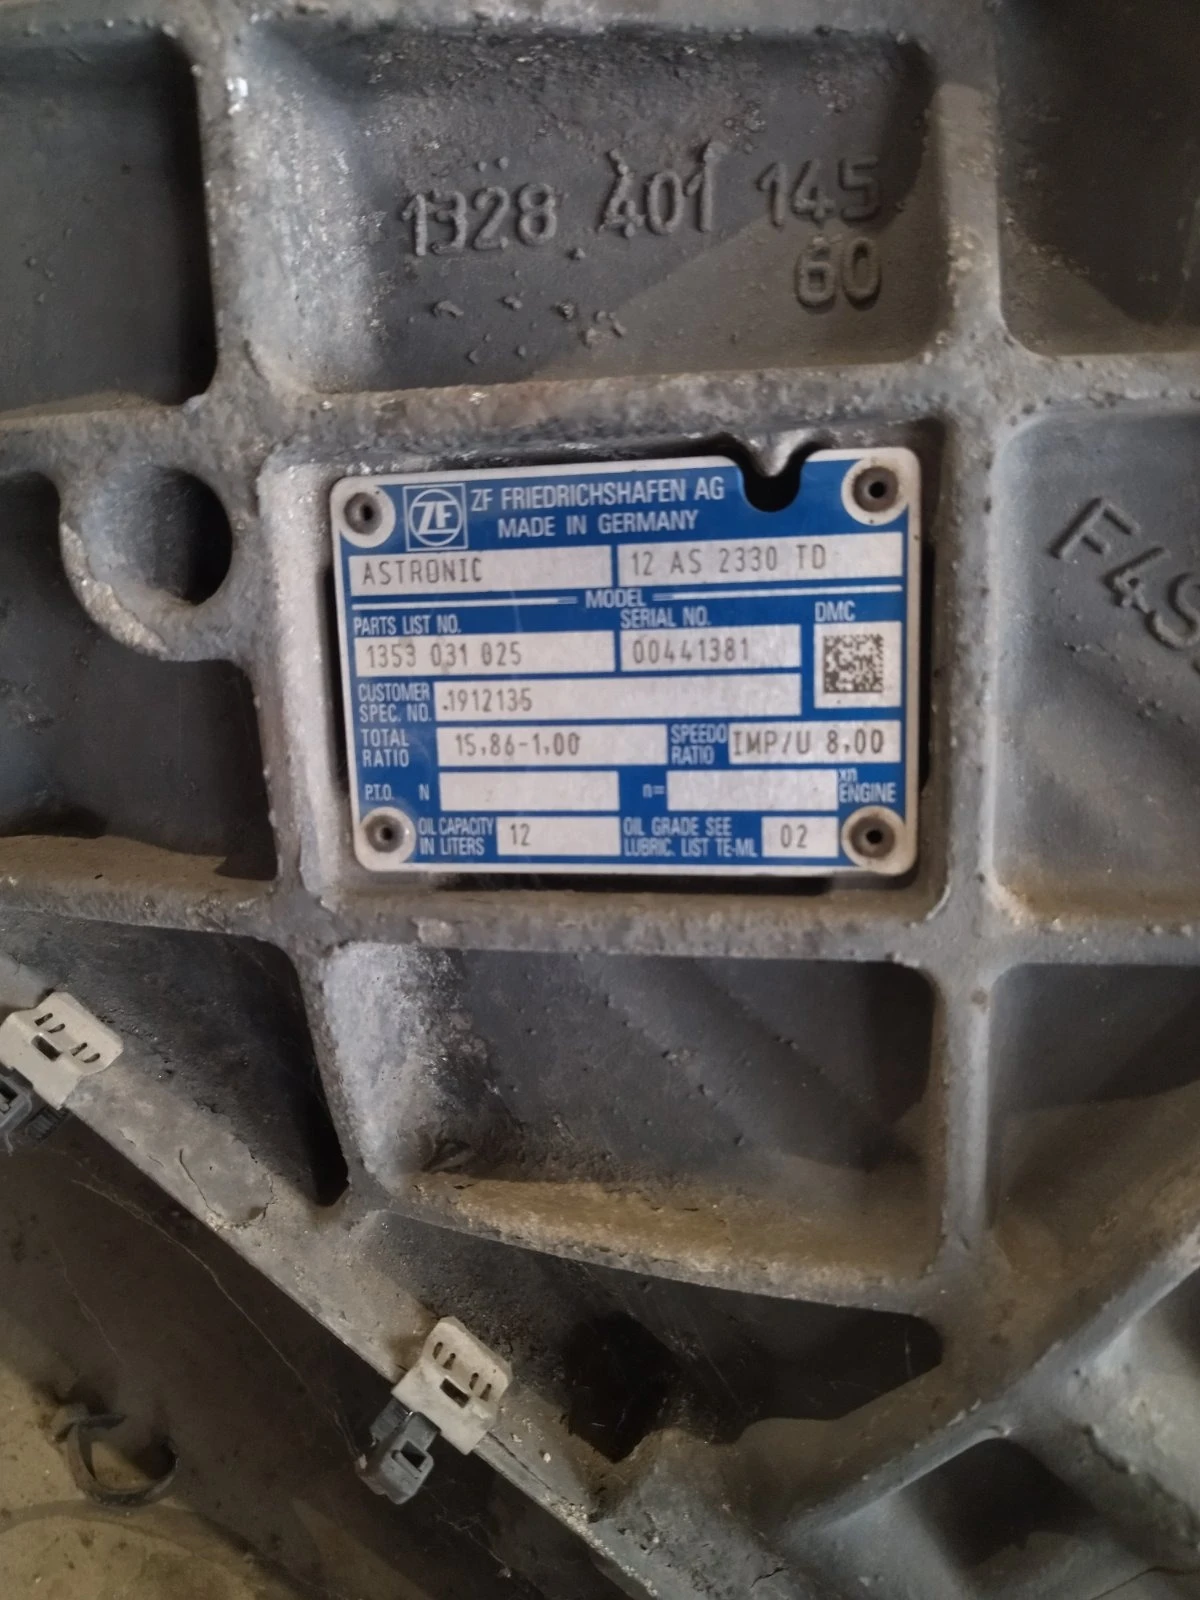 1328 401 145
60
F4S
ZF
ZF FRIEDRICHSHAFEN AG
MADE IN GERMANY
ASTRONIC 12 AS 2330 TD
MODEL
PARTS LIST NO. SERIAL NO. DMC
1353 031 025 00441381
CUSTOMER SPEC. NO. .1912135
TOTAL RATIO 15,86-1,00 SPEEDO RATIO IMP/U 8,00
P.T.O. N n= xn ENGINE
OIL CAPACITY IN LITERS 12 OIL GRADE SEE LUBRIC. LIST TE-ML 02